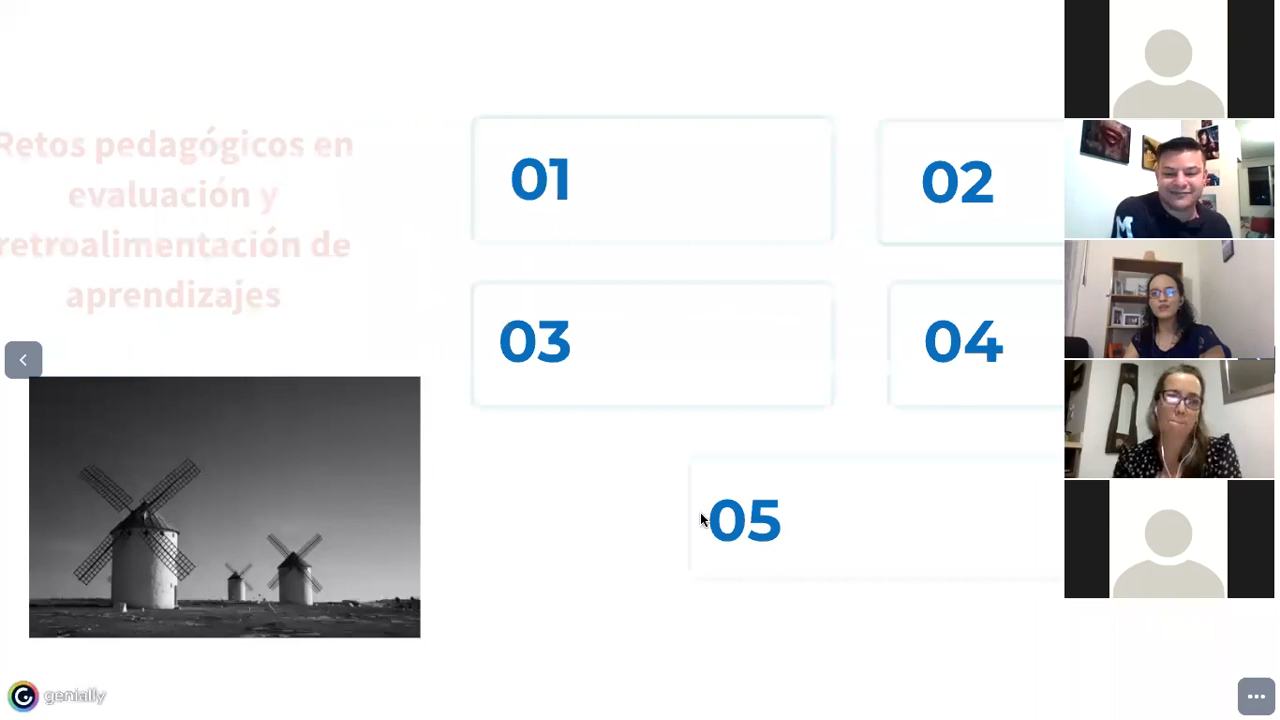 Retos pedagógicos en
evaluación y
retroalimentación de
aprendizajes
01
02
03
04
05
genially
M